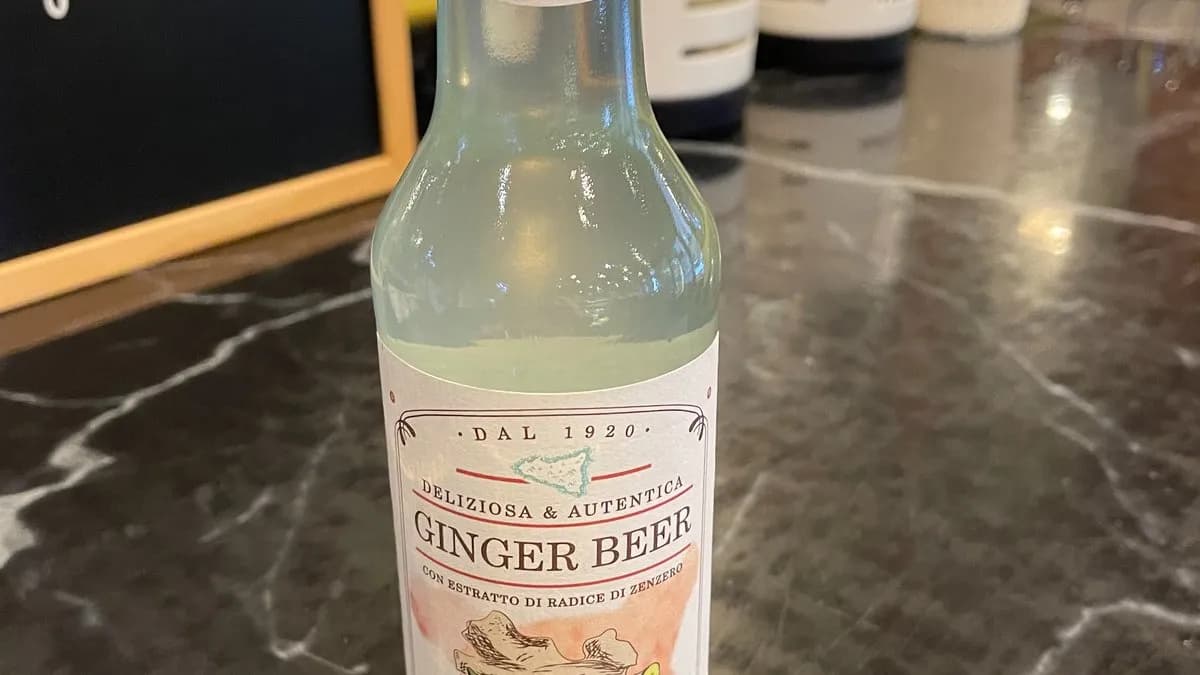 · DAL 1920 ·
DELIZIOSA & AUTENTICA
GINGER BEER
CON ESTRATTO DI RADICE DI ZENZERO